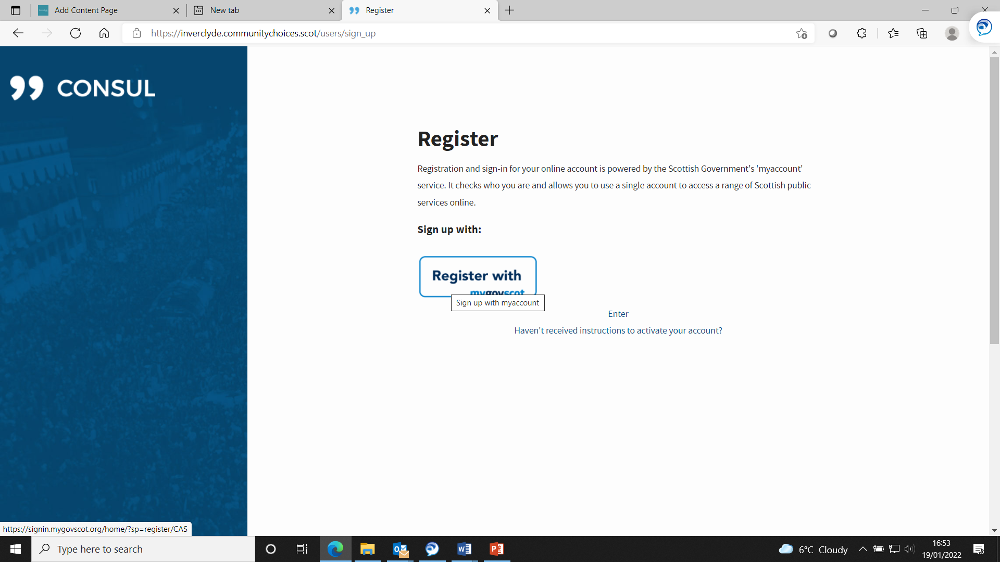 Add Content Page
New tab
Register
https://inverclyde.communitychoices.scot/users/sign_up
CONSUL
Register
Registration and sign-in for your online account is powered by the Scottish Government's 'myaccount'
service. It checks who you are and allows you to use a single account to access a range of Scottish public
services online.
Sign up with:
Register with
mygovscot
Sign up with myaccount
Enter
Haven't received instructions to activate your account?
https://signin.mygovscot.org/home/?sp=register/CAS
Type here to search
6°C Cloudy
16:53
19/01/2022